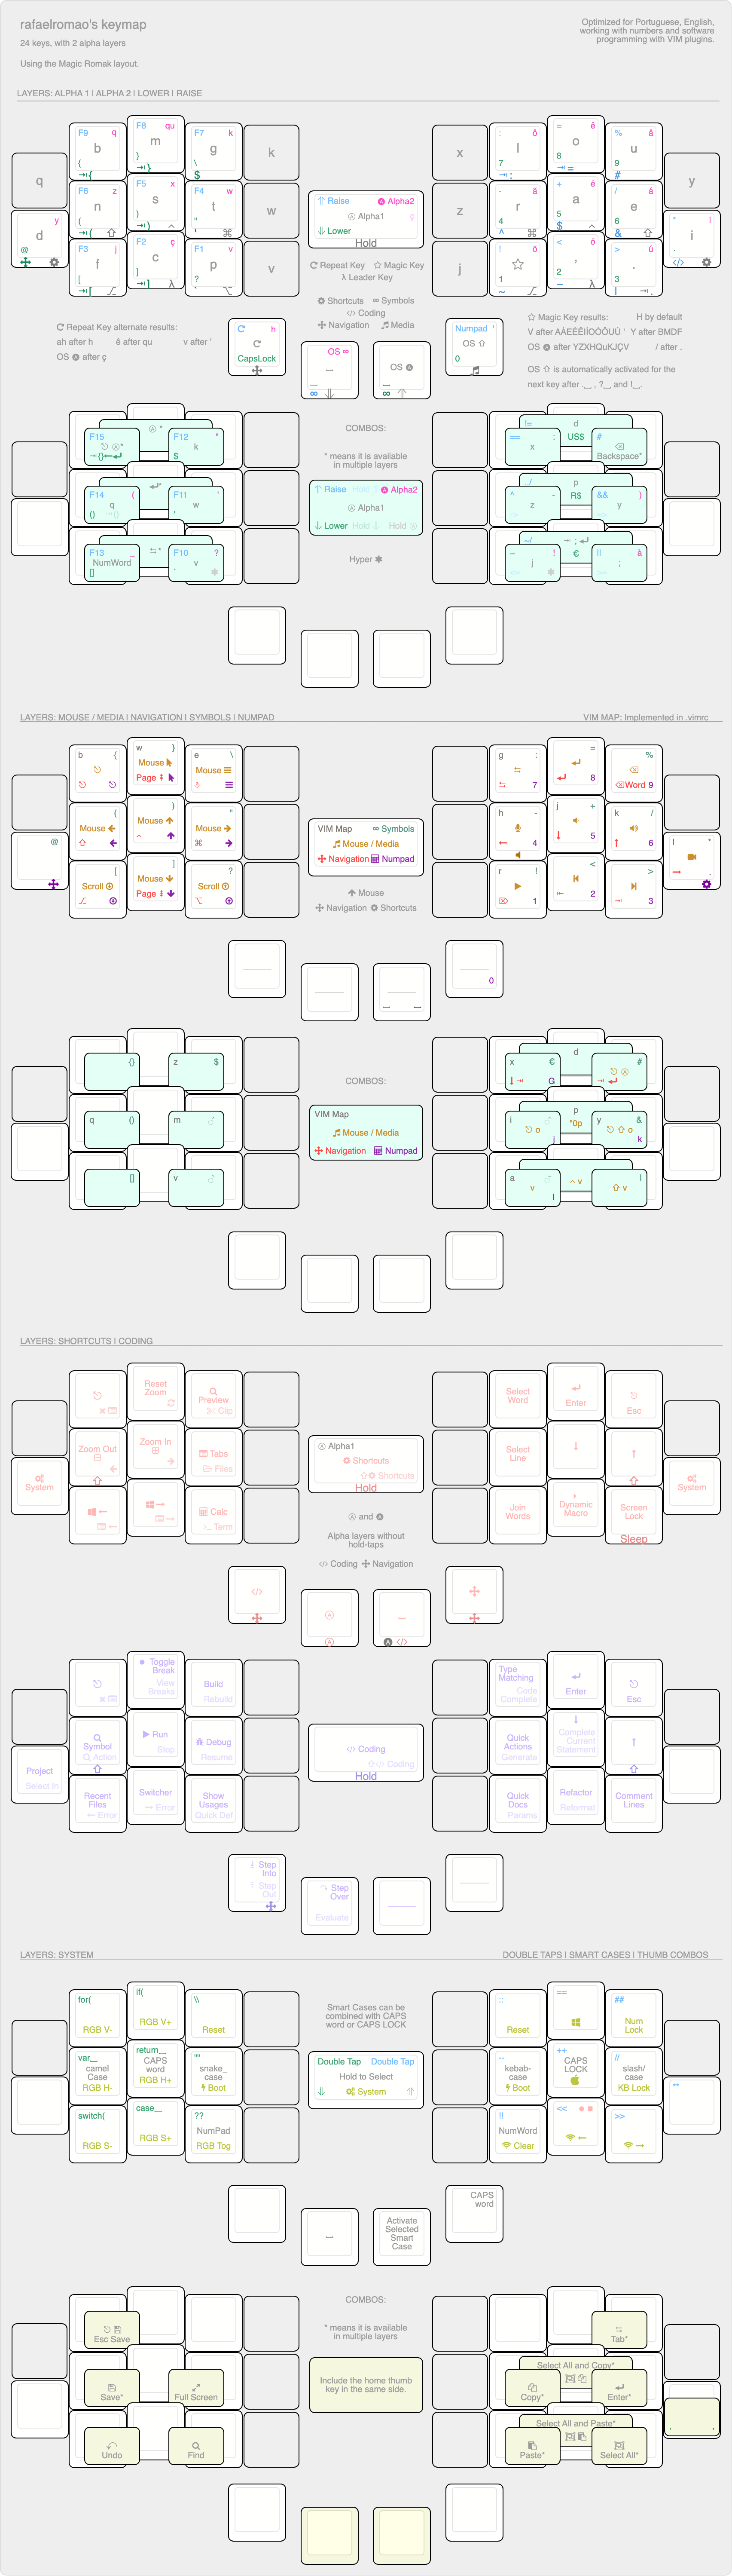 rafaelromao's keymap
24 keys, with 2 alpha layers
Using the Magic Romak layout.
Optimized for Portuguese, English,
working with numbers and software
programming with VIM plugins.
LAYERS: ALPHA 1 | ALPHA 2 | LOWER | RAISE
F9 q
b
{
F8 qu
m
}
F7 k
g
\
$
k
q
x
: ô
l
7
= ê
o
8
% â
u
9
#
y
F6 z
n
(
F5 x
s
)
F4 t
w
"
w
y
d
@
z
- ã
r
4
+ é
a
5
$
/ á
e
6
&
* i
i
F3 j
f
[
F2 ç
c
]
F1 v
p
?
v
j
! õ
1
< ó
,
2
> ú
.
3
Raise Alpha2
Alpha1 ç
Lower
Hold
Repeat Key Magic Key
λ Leader Key
Shortcuts ∞ Symbols
</> Coding
Navigation Media
Repeat Key alternate results:
ah after h ê after qu v after '
OS after ç
h
CapsLock
OS ∞
OS
Numpad '
OS
0
Magic Key results: H by default
V after AÁEÉÊIÍOÓÔUÚ ' Y after BMDF
OS after YZXHQuKJÇV / after .
OS is automatically activated for the
next key after .__ , ?__ and !__.
COMBOS:
* means it is available
in multiple layers
Raise Hold Alpha2
Alpha1
Lower Hold Hold
Hyper
F15
F12 "
k
$
F14 (
q
()
F11 '
w
F13 _
NumWord
[]
F10 ?
v
!= d
== :
x
US$
#
Backspace*
p
^ -
z
R$
&& )
y
~ !
j
€
|| à
;
LAYERS: MOUSE / MEDIA | NAVIGATION | SYMBOLS | NUMPAD
VIM MAP: Implemented in .vimrc
b {
w }
Mouse
Page
e \
Mouse
(
Mouse
)
Mouse
"
Mouse
@
[
Scroll
]
Mouse
Page
?
Scroll
VIM Map ∞ Symbols
Mouse / Media
Navigation Numpad
Mouse
Navigation Shortcuts
g :
7
=
8
%
Word 9
h -
4
j +
5
k /
6
l *
.
r !
1
<
2
>
3
0
COMBOS:
VIM Map
Mouse / Media
Navigation Numpad
{}
z $
q ()
m
[]
v
d
x €
G
#
p
i
o
j
"0p
y &
o
k
a
v
l
v
|
v
LAYERS: SHORTCUTS | CODING
Reset
Zoom
Preview
Clip
Zoom Out
Zoom In
Tabs
Files
System
Calc
>_ Term
Alpha1
Shortcuts
Shortcuts
Hold
and
Alpha layers without
hold-taps
</> Coding Navigation
Select
Word
Enter
Esc
Select
Line
System
Join
Words
Dynamic
Macro
Screen
Lock
Sleep
Toggle
Break
View
Breaks
Build
Rebuild
Symbol
Action
Run
Stop
Debug
Resume
Project
Select In
Recent
Files
Error
Switcher
Error
Show
Usages
Quick Def
</> Coding
</> Coding
Hold
Type
Matching
Code
Complete
Enter
Esc
Quick
Actions
Generate
Complete
Current
Statement
Quick
Docs
Params
Refactor
Reformat
Comment
Lines
Step
Into
Step
Out
Step
Over
Evaluate
LAYERS: SYSTEM
DOUBLE TAPS | SMART CASES | THUMB COMBOS
for(
RGB V-
if(
RGB V+
\\
Reset
var__
camel
Case
RGB H-
return__
CAPS
word
RGB H+
""
snake_
case
Boot
switch(
RGB S-
case__
RGB S+
??
NumPad
RGB Tog
Smart Cases can be
combined with CAPS
word or CAPS LOCK
Double Tap Double Tap
Hold to Select
System
::
Reset
==
##
Num
Lock
--
kebab-
case
Boot
++
CAPS
LOCK
//
slash/
case
KB Lock
**
!!
NumWord
Clear
<<
>>
Activate
Selected
Smart
Case
CAPS
word
COMBOS:
* means it is available
in multiple layers
Include the home thumb
key in the same side.
Esc Save
Save*
Full Screen
Undo
Find
Tab*
Select All and Copy*
Copy*
Enter*
Select All and Paste*
Paste*
Select All*